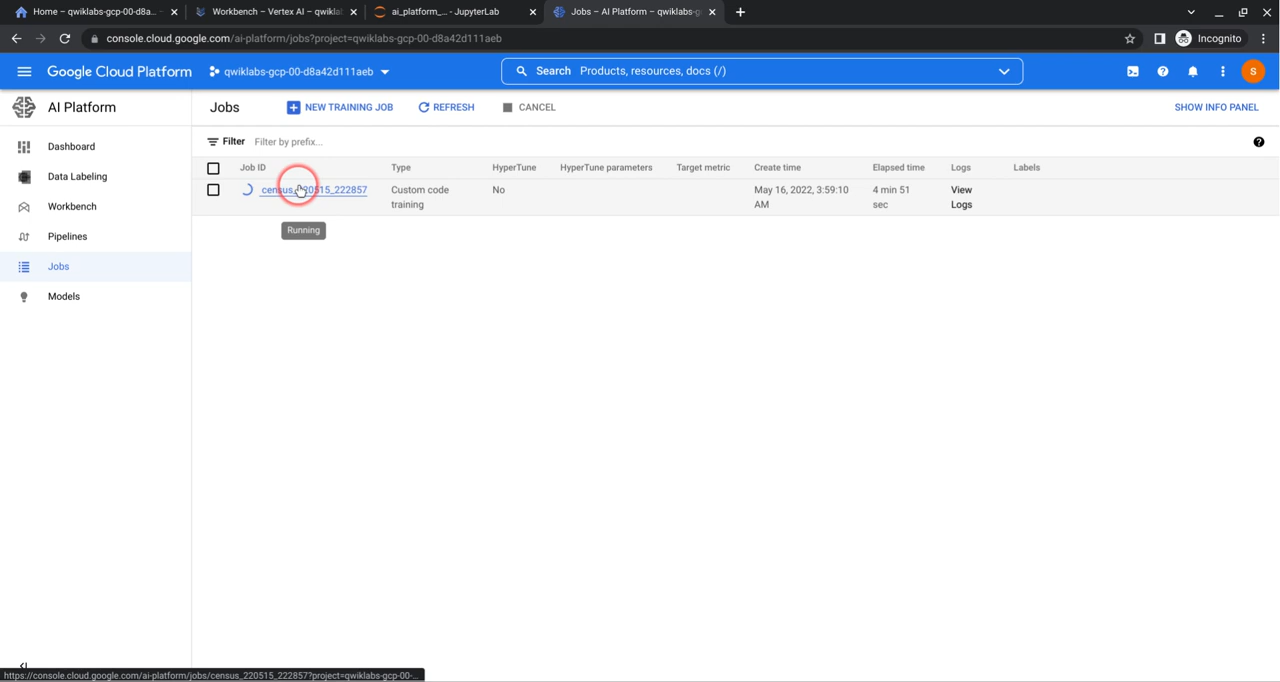 Home – qwiklabs-gcp-00-d8a...
Workbench – Vertex AI – qwikla
ai_platform_... - JupyterLab
Jobs – AI Platform – qwiklabs-g
console.cloud.google.com/ai-platform/jobs?project=qwiklabs-gcp-00-d8a42d111aeb
Incognito
Google Cloud Platform
qwiklabs-gcp-00-d8a42d111aeb
Search Products, resources, docs (/)
S
AI Platform
Jobs
NEW TRAINING JOB
REFRESH
CANCEL
SHOW INFO PANEL
Dashboard
Data Labeling
Workbench
Pipelines
Jobs
Models
Filter Filter by prefix...
Job ID
Type
HyperTune
HyperTune parameters
Target metric
Create time
Elapsed time
Logs
Labels
census_220515_222857
Custom code
training
No
May 16, 2022, 3:59:10
AM
4 min 51
sec
View
Logs
Running
https://console.cloud.google.com/ai-platform/jobs/census_220515_222857?project=qwiklabs-gcp-00-...